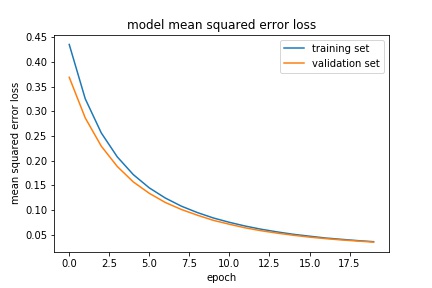 model mean squared error loss
training set
validation set
mean squared error loss
0.45
0.40
0.35
0.30
0.25
0.20
0.15
0.10
0.05
0.0 2.5 5.0 7.5 10.0 12.5 15.0 17.5
epoch